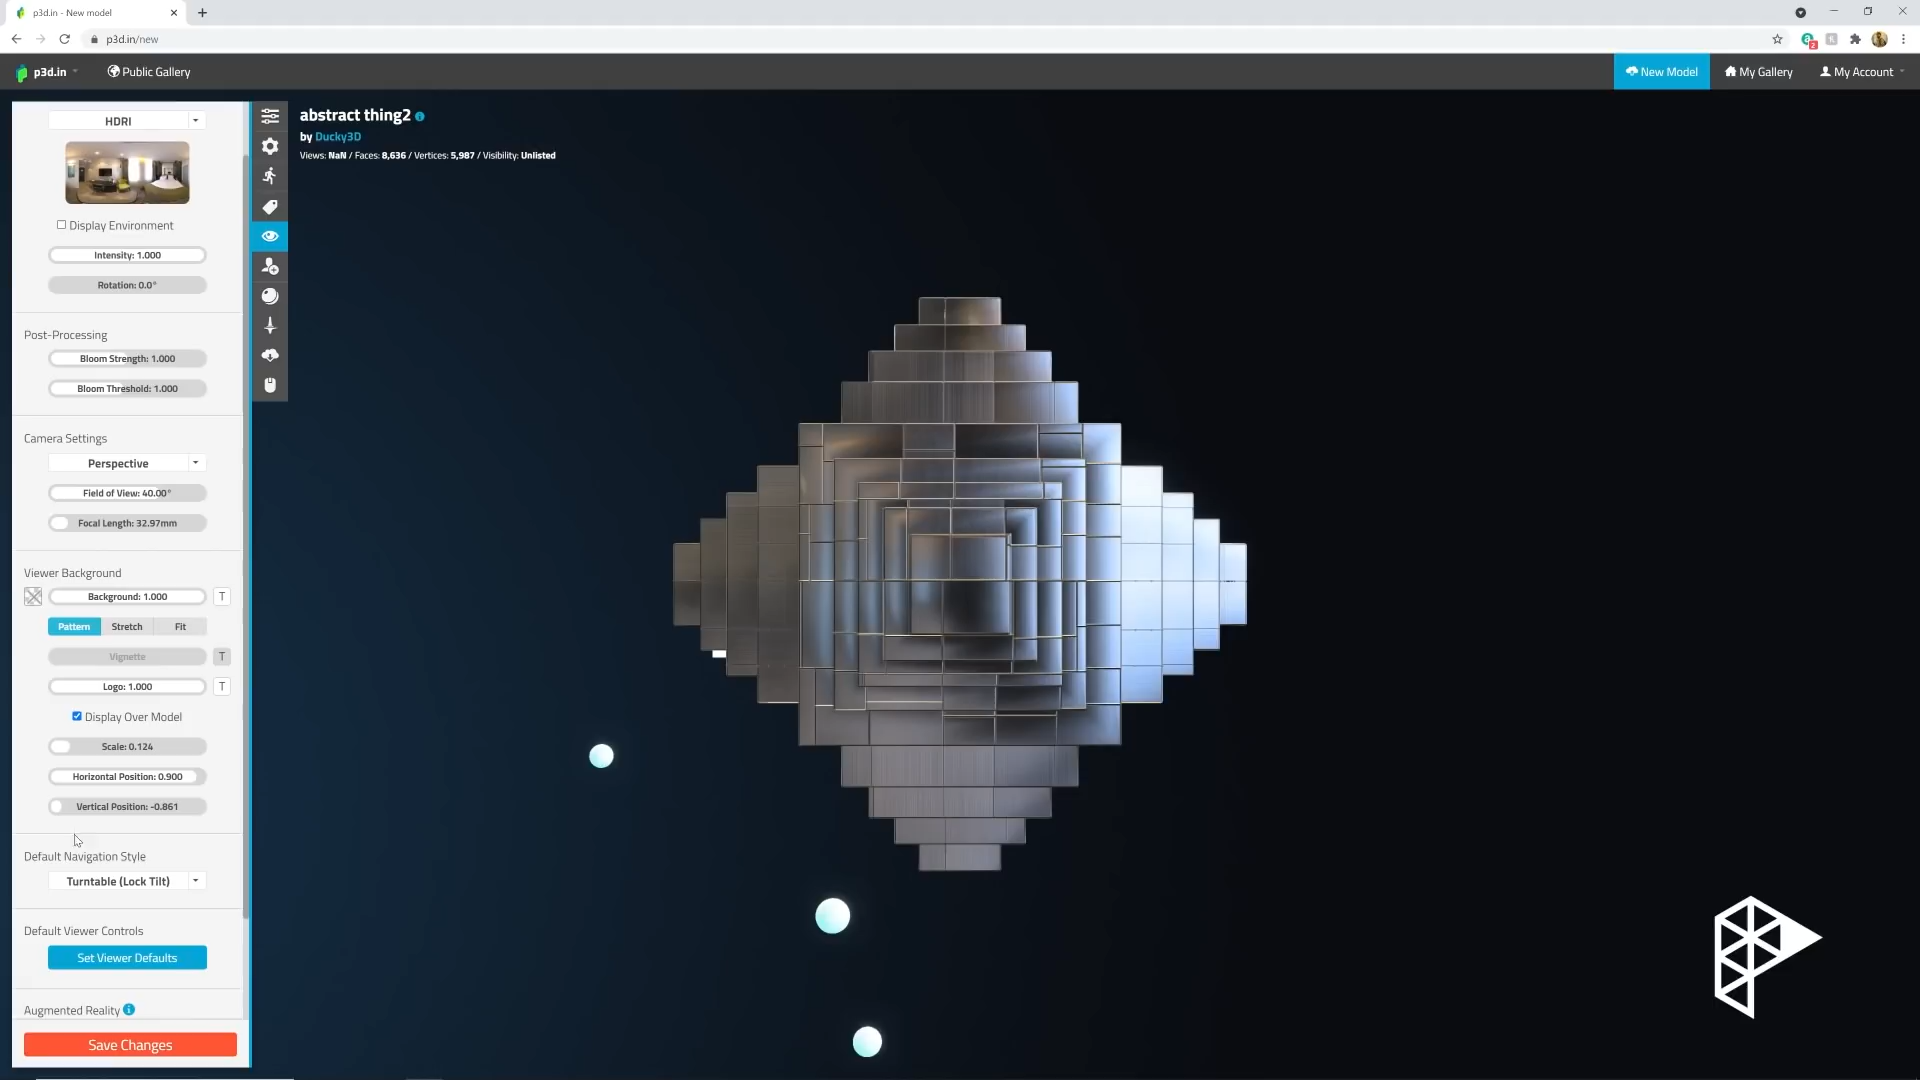 p3d.in - New model
p3d.in/new
2
p3d.in
Public Gallery
New Model
My Gallery
My Account
HDRI
Display Environment
Intensity: 1.000
Rotation: 0.0°
Post-Processing
Bloom Strength: 1.000
Bloom Threshold: 1.000
Camera Settings
Perspective
Field of View: 40.00°
Focal Length: 32.97mm
Viewer Background
Background: 1.000 T
Pattern Stretch Fit
Vignette T
Logo: 1.000 T
Display Over Model
Scale: 0.124
Horizontal Position: 0.900
Vertical Position: -0.861
Default Navigation Style
Turntable (Lock Tilt)
Default Viewer Controls
Set Viewer Defaults
Augmented Reality
Save Changes
abstract thing2
by Ducky3D
Views: NaN / Faces: 8,636 / Vertices: 5,987 / Visibility: Unlisted